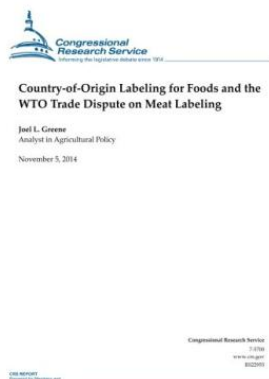 Congressional
Research Service
Informing the legislative debate since 1914
Country-of-Origin Labeling for Foods and the
WTO Trade Dispute on Meat Labeling
Joel L. Greene
Analyst in Agricultural Policy
November 5, 2014
Congressional Research Service
7-5700
www.crs.gov
RS22955
CRS REPORT